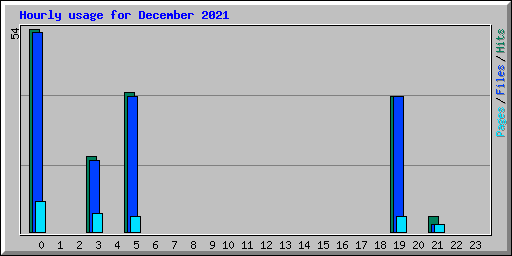 Hourly usage for December 2021
54
Pages/Files/Hits
0 1 2 3 4 5 6 7 8 9 10 11 12 13 14 15 16 17 18 19 20 21 22 23